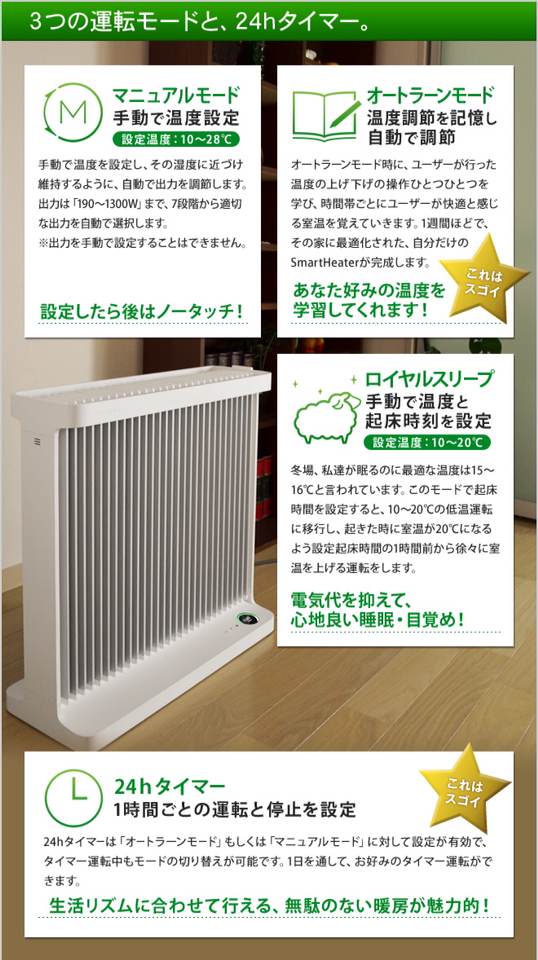 3つの運転モードと、24hタイマー。
M
マニュアルモード
手動で温度設定
設定温度：10～28℃
手動で温度を設定し、その湿度に近づけ
維持するように、自動で出力を調節します。
出力は「190～1300W」まで、7段階から適切
な出力を自動で選択します。
※出力を手動で設定することはできません。
設定したら後はノータッチ！
オートラーンモード
温度調節を記憶し
自動で調節
オートラーンモード時に、ユーザーが行った
温度の上げ下げの操作ひとつひとつを
学び、時間帯ごとにユーザーが快適と感じ
る室温を覚えていきます。1週間ほどで、
その家に最適化された、自分だけの
SmartHeaterが完成します。
これは
スゴイ
あなた好みの温度を
学習してくれます！
ロイヤルスリープ
手動で温度と
起床時刻を設定
設定温度：10～20℃
冬場、私達が眠るのに最適な温度は15～
16℃と言われています。このモードで起床
時間を設定すると、10～20℃の低温運転
に移行し、起きた時に室温が20℃になる
よう設定起床時間の1時間前から徐々に室
温を上げる運転をします。
電気代を抑えて、
心地良い睡眠・目覚め！
24hタイマー
1時間ごとの運転と停止を設定
これは
スゴイ
24hタイマーは「オートラーンモード」もしくは「マニュアルモード」に対して設定が有効で、
タイマー運転中もモードの切り替えが可能です。1日を通して、お好みのタイマー運転がで
きます。
生活リズムに合わせて行える、無駄のない暖房が魅力的！